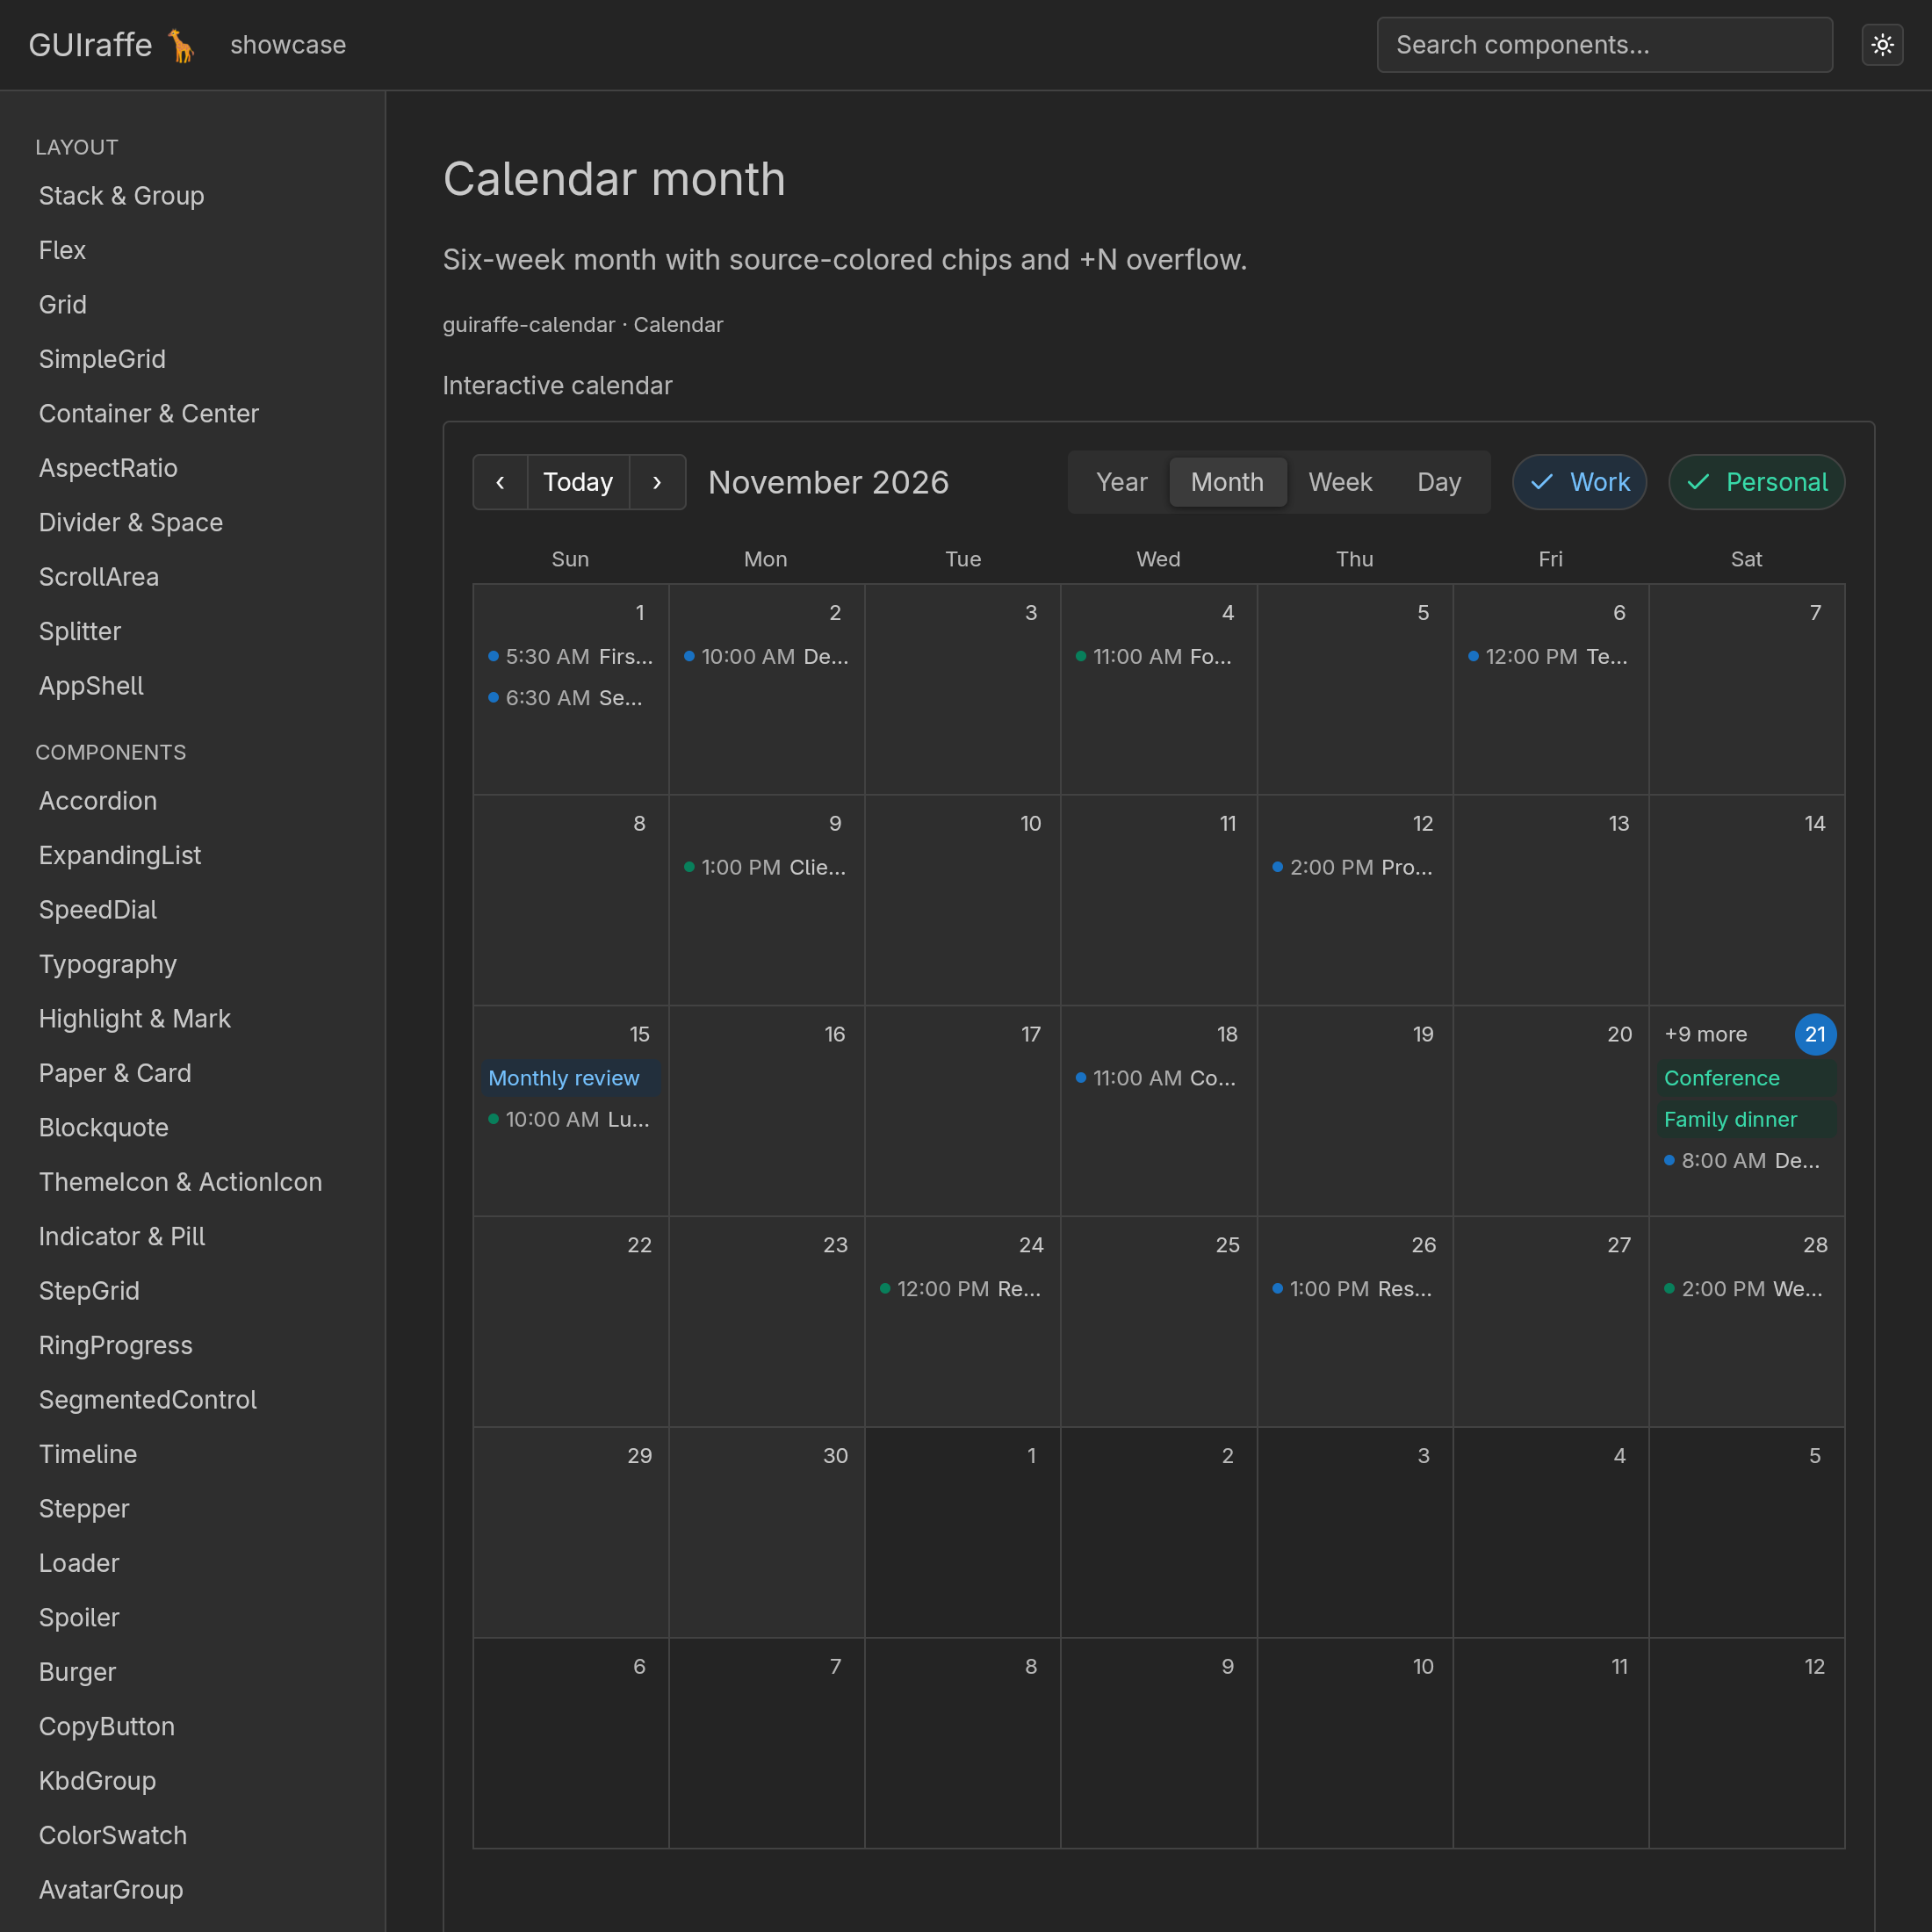 GUIraffe 🦒 showcase
Search components...
LAYOUT
Stack & Group
Flex
Grid
SimpleGrid
Container & Center
AspectRatio
Divider & Space
ScrollArea
Splitter
AppShell
COMPONENTS
Accordion
ExpandingList
SpeedDial
Typography
Highlight & Mark
Paper & Card
Blockquote
ThemeIcon & ActionIcon
Indicator & Pill
StepGrid
RingProgress
SegmentedControl
Timeline
Stepper
Loader
Spoiler
Burger
CopyButton
KbdGroup
ColorSwatch
AvatarGroup
Calendar month
Six-week month with source-colored chips and +N overflow.
guiraffe-calendar · Calendar
Interactive calendar
‹ Today › November 2026 Year Month Week Day ✓ Work ✓ Personal
Sun Mon Tue Wed Thu Fri Sat
1 2 3 4 5 6 7
5:30 AM Firs... 10:00 AM De... 11:00 AM Fo... 12:00 PM Te...
6:30 AM Se...
8 9 10 11 12 13 14
1:00 PM Clie... 2:00 PM Pro...
15 16 17 18 19 20 +9 more 21
Monthly review 11:00 AM Co... Conference
10:00 AM Lu... Family dinner
8:00 AM De...
22 23 24 25 26 27 28
12:00 PM Re... 1:00 PM Res... 2:00 PM We...
29 30 1 2 3 4 5
6 7 8 9 10 11 12